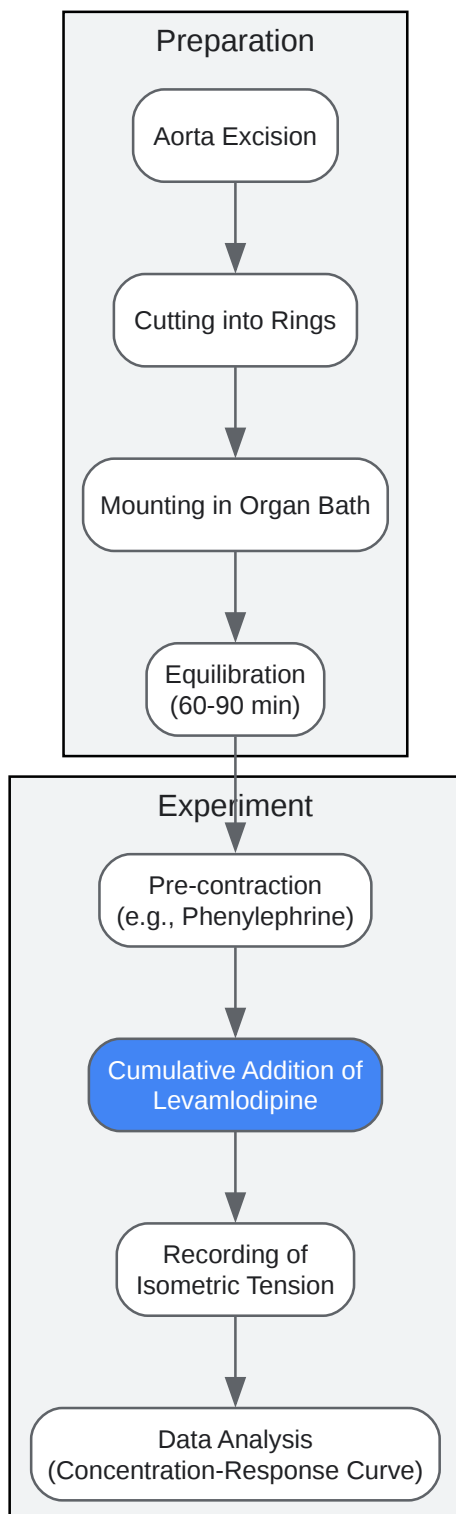 Preparation
Aorta Excision
Cutting into Rings
Mounting in Organ Bath
Equilibration
(60-90 min)
Experiment
Pre-contraction
(e.g., Phenylephrine)
Cumulative Addition of
Levamlodipine
Recording of
Isometric Tension
Data Analysis
(Concentration-Response Curve)